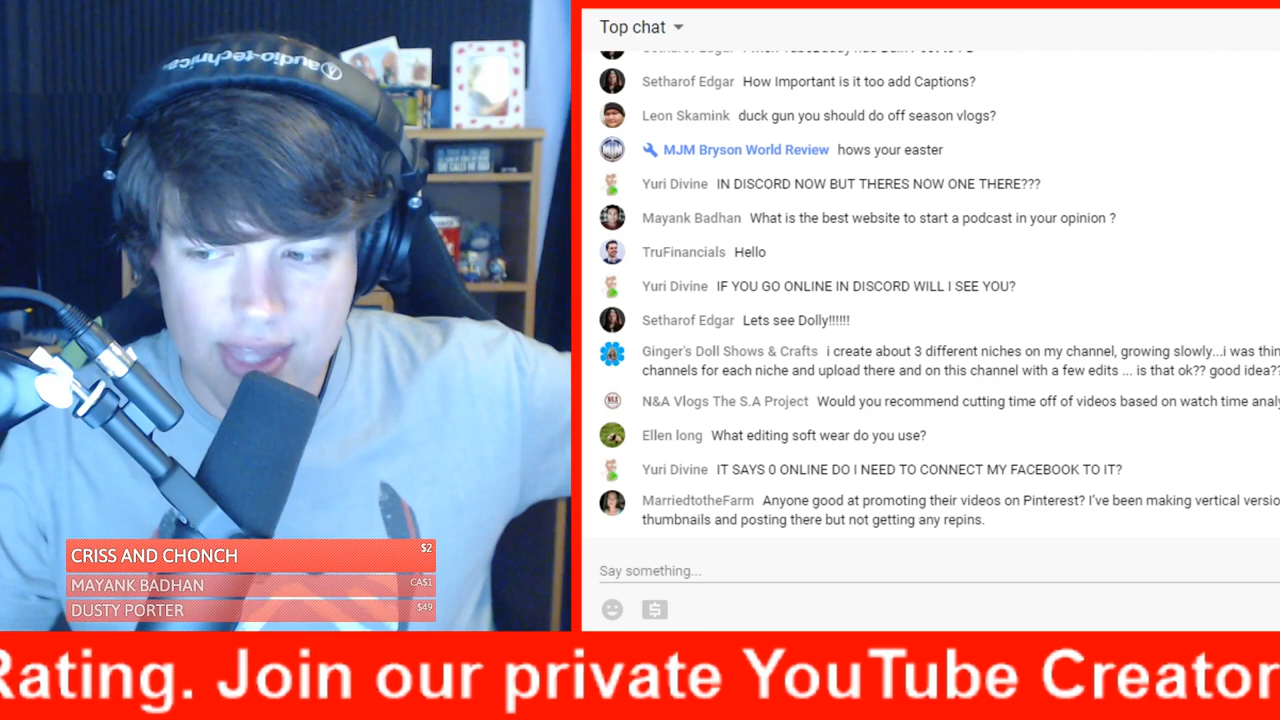 audio-technica
Top chat
Setharof Edgar
Setharof Edgar How Important is it too add Captions?
Leon Skamink duck gun you should do off season vlogs?
MJM Bryson World Review hows your easter
Yuri Divine IN DISCORD NOW BUT THERES NOW ONE THERE???
Mayank Badhan What is the best website to start a podcast in your opinion ?
TruFinancials Hello
Yuri Divine IF YOU GO ONLINE IN DISCORD WILL I SEE YOU?
Setharof Edgar Lets see Dolly!!!!!!
Ginger's Doll Shows & Crafts i create about 3 different niches on my channel, growing slowly...i was thin
channels for each niche and upload there and on this channel with a few edits ... is that ok?? good idea??
N&A Vlogs The S.A Project Would you recommend cutting time off of videos based on watch time analy
Ellen long What editing soft wear do you use?
Yuri Divine IT SAYS 0 ONLINE DO I NEED TO CONNECT MY FACEBOOK TO IT?
MarriedtotheFarm Anyone good at promoting their videos on Pinterest? I've been making vertical versio
thumbnails and posting there but not getting any repins.
Say something...
CRISS AND CHONCH $2
MAYANK BADHAN CA$1
DUSTY PORTER $49
Rating. Join our private YouTube Creator